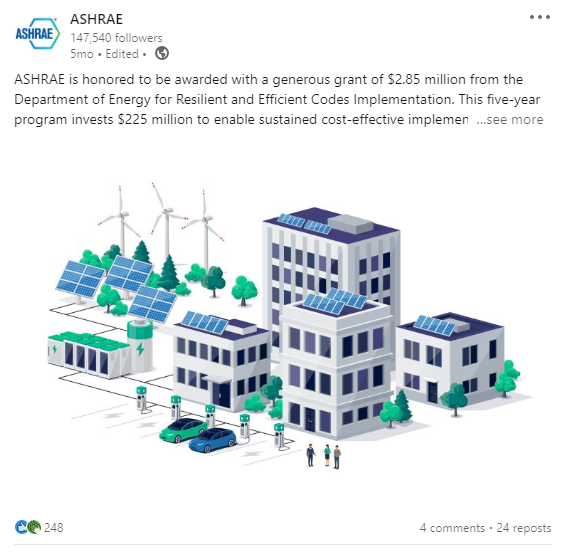 ASHRAE
ASHRAE
147,540 followers
5mo • Edited •
ASHRAE is honored to be awarded with a generous grant of $2.85 million from the
Department of Energy for Resilient and Efficient Codes Implementation. This five-year
program invests $225 million to enable sustained cost-effective implemen ...see more
248
4 comments • 24 reposts